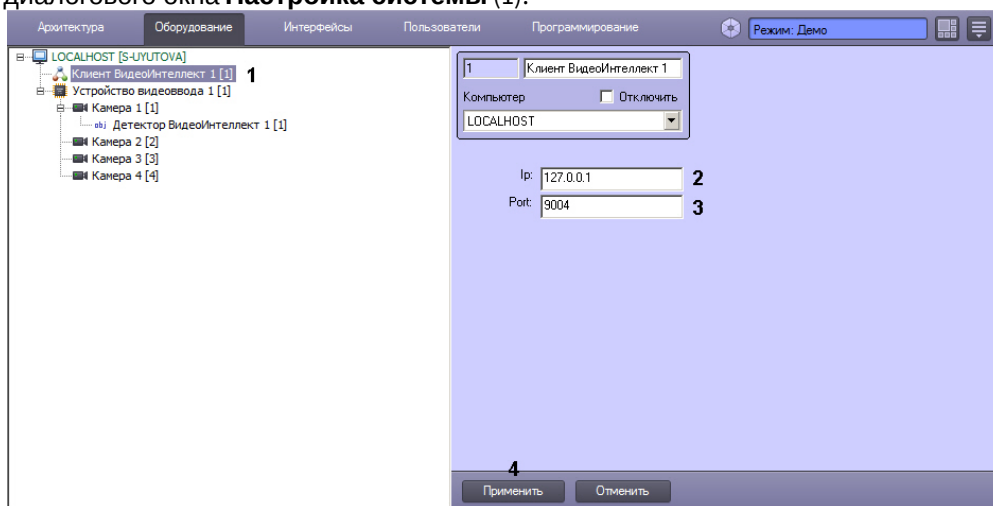 диалогового окна Настройка системы (1).
Архитектура Оборудование Интерфейсы Пользователи Программирование Режим: Демо
LOCALHOST [S-UYUTOVA]
Клиент ВидеоИнтеллект 1 [1] 1
Устройство видеоввода 1 [1]
Камера 1 [1]
obj Детектор ВидеоИнтеллект 1 [1]
Камера 2 [2]
Камера 3 [3]
Камера 4 [4]
1 Клиент ВидеоИнтеллект 1
Компьютер Отключить
LOCALHOST
Ip: 127.0.0.1 2
Port: 9004 3
4
Применить Отменить